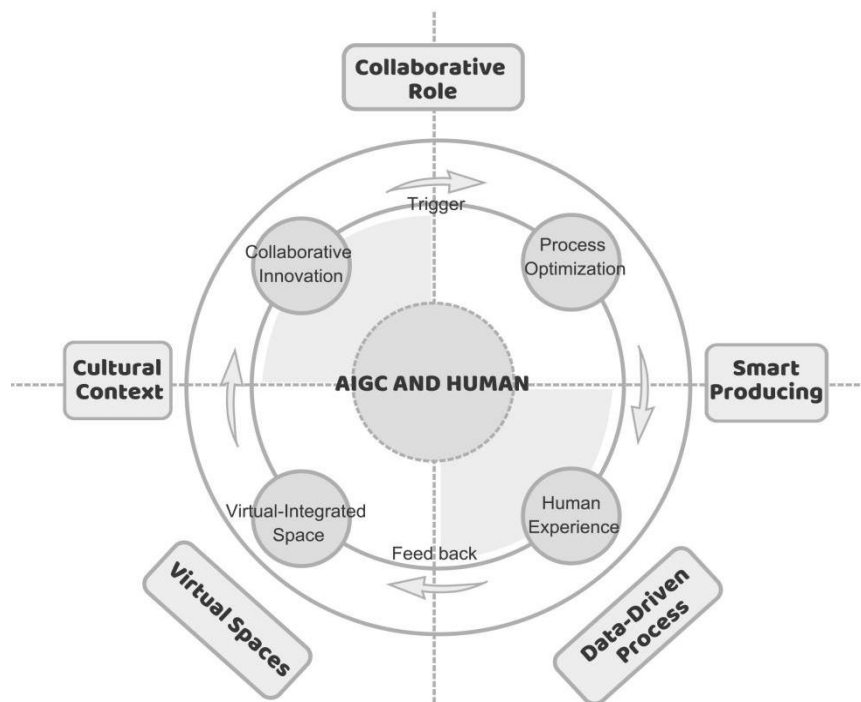 Collaborative
Role
Trigger
Collaborative
Innovation
Process
Optimization
Cultural
Context
AIGC AND HUMAN
Smart
Producing
Virtual-Integrated
Space
Human
Experience
Feed back
Virtual Spaces
Data-Driven
Process